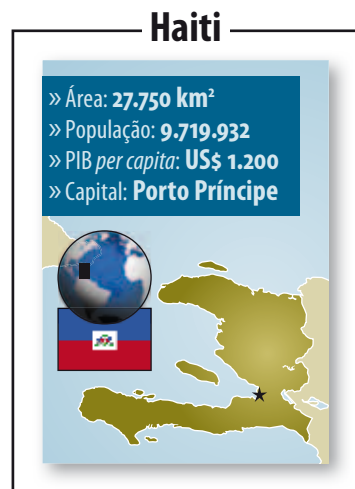 Haiti
» Área: 27.750 km²
» População: 9.719.932
» PIB per capita: US$ 1.200
» Capital: Porto Príncipe